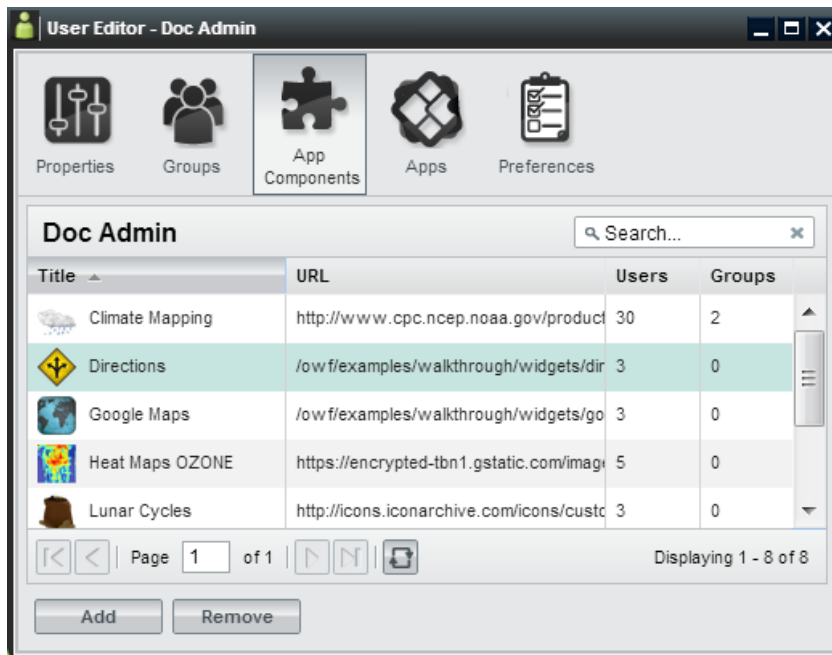 User Editor - Doc Admin
Properties
Groups
App
Components
Apps
Preferences
Doc Admin
Search...
Title URL Users Groups
Climate Mapping http://www.cpc.ncep.noaa.gov/product 30 2
Directions /owf/examples/walkthrough/widgets/dir 3 0
Google Maps /owf/examples/walkthrough/widgets/go 3 0
Heat Maps OZONE https://encrypted-tbn1.gstatic.com/image 5 0
Lunar Cycles http://icons.iconarchive.com/icons/custo 3 0
Page 1 of 1 Displaying 1 - 8 of 8
Add Remove